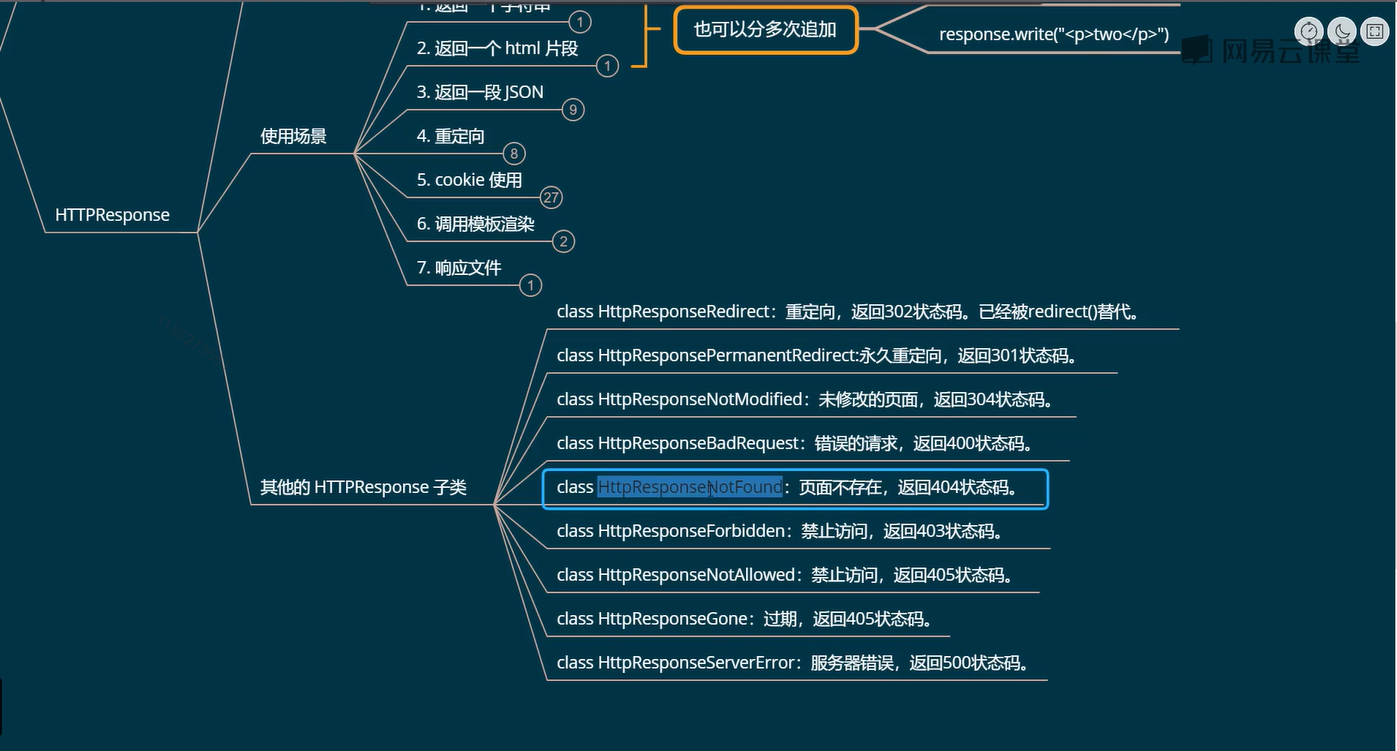 1. 返回一个字符串
1
也可以分多次追加
response.write("<p>two</p>")
网易云课堂
2. 返回一个 html 片段
1
3. 返回一段 JSON
9
使用场景
4. 重定向
8
5. cookie 使用
27
HTTPResponse
6. 调用模板渲染
2
7. 响应文件
1
class HttpResponseRedirect：重定向，返回302状态码。已经被redirect()替代。
class HttpResponsePermanentRedirect:永久重定向，返回301状态码。
class HttpResponseNotModified：未修改的页面，返回304状态码。
class HttpResponseBadRequest：错误的请求，返回400状态码。
其他的 HTTPResponse 子类
class HttpResponseNotFound：页面不存在，返回404状态码。
class HttpResponseForbidden：禁止访问，返回403状态码。
class HttpResponseNotAllowed：禁止访问，返回405状态码。
class HttpResponseGone：过期，返回405状态码。
class HttpResponseServerError：服务器错误，返回500状态码。